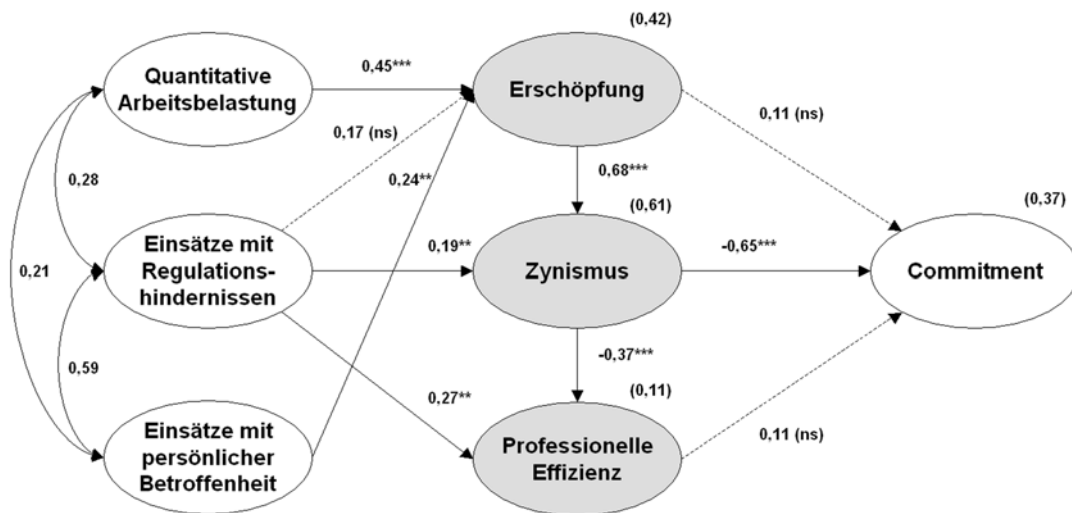 (0,42)
Quantitative
Arbeitsbelastung
0,45***
Erschöpfung
0,17 (ns)
0,11 (ns)
0,28
0,24**
0,68***
(0,61)
(0,37)
Einsätze mit
Regulations-
hindernissen
0,19**
Zynismus
-0,65***
Commitment
0,21
0,59
-0,37***
(0,11)
0,27**
Einsätze mit
persönlicher
Betroffenheit
Professionelle
Effizienz
0,11 (ns)